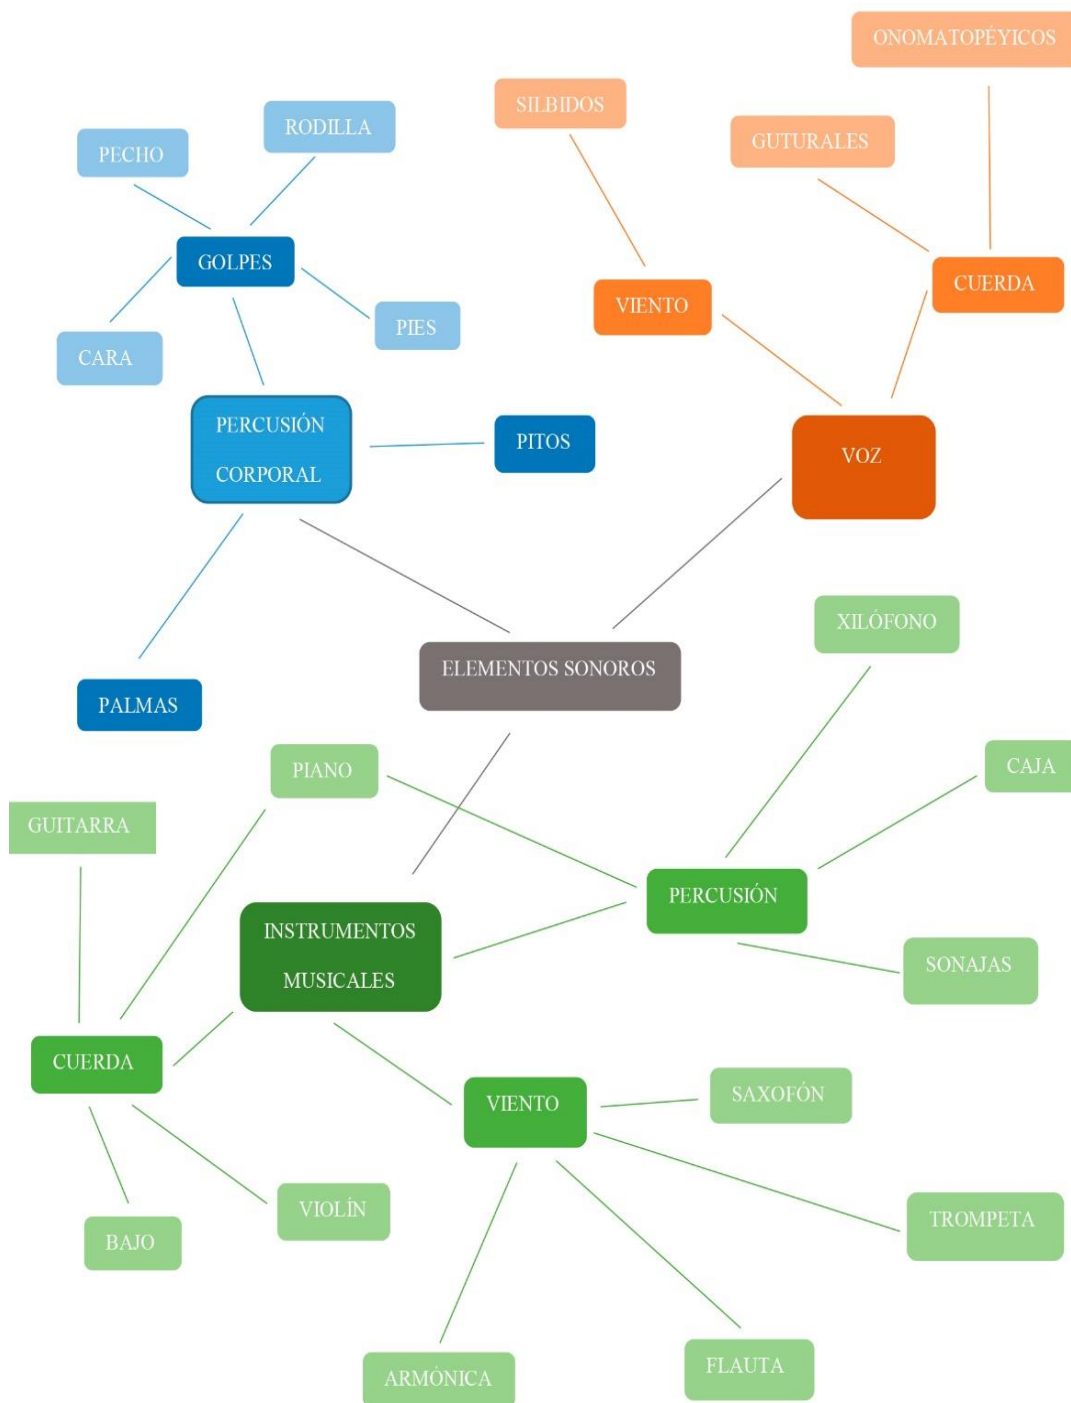 ONOMATOPÉYICOS
SILBIDOS
RODILLA
GUTURALES
PECHO
GOLPES
CUERDA
VIENTO
PIES
CARA
PERCUSIÓN
CORPORAL
PITOS
VOZ
XILÓFONO
ELEMENTOS SONOROS
PALMAS
PIANO
CAJA
GUITARRA
PERCUSIÓN
INSTRUMENTOS
MUSICALES
SONAJAS
CUERDA
VIENTO
SAXOFÓN
VIOLÍN
TROMPETA
BAJO
ARMÓNICA
FLAUTA